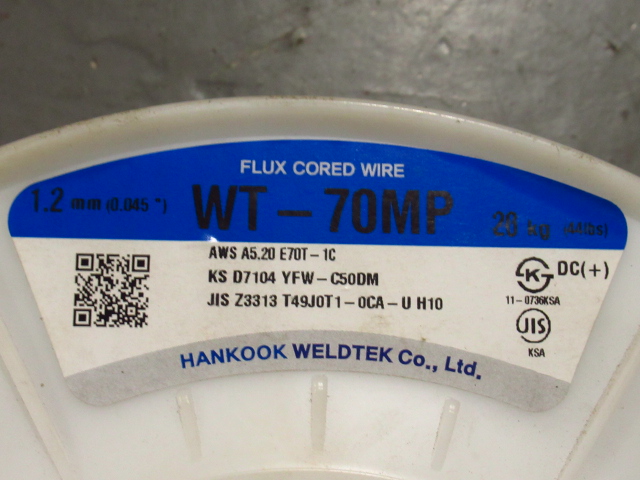 FLUX CORED WIRE
1.2 mm (0.045 ") WT-70MP 20 kg (44lbs)
AWS A5.20 E70T-1C
KS D7104 YFW-C50DM
JIS Z3313 T49J0T1-0CA-U H10
K DC(+)
11-0736KSA
JIS
KSA
HANKOOK WELDTEK Co., Ltd.